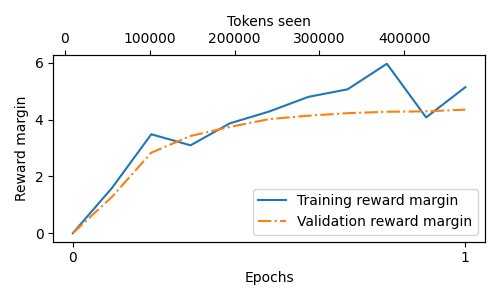 Tokens seen
0 100000 200000 300000 400000
Reward margin
6
4
2
0
Training reward margin
Validation reward margin
0 1
Epochs